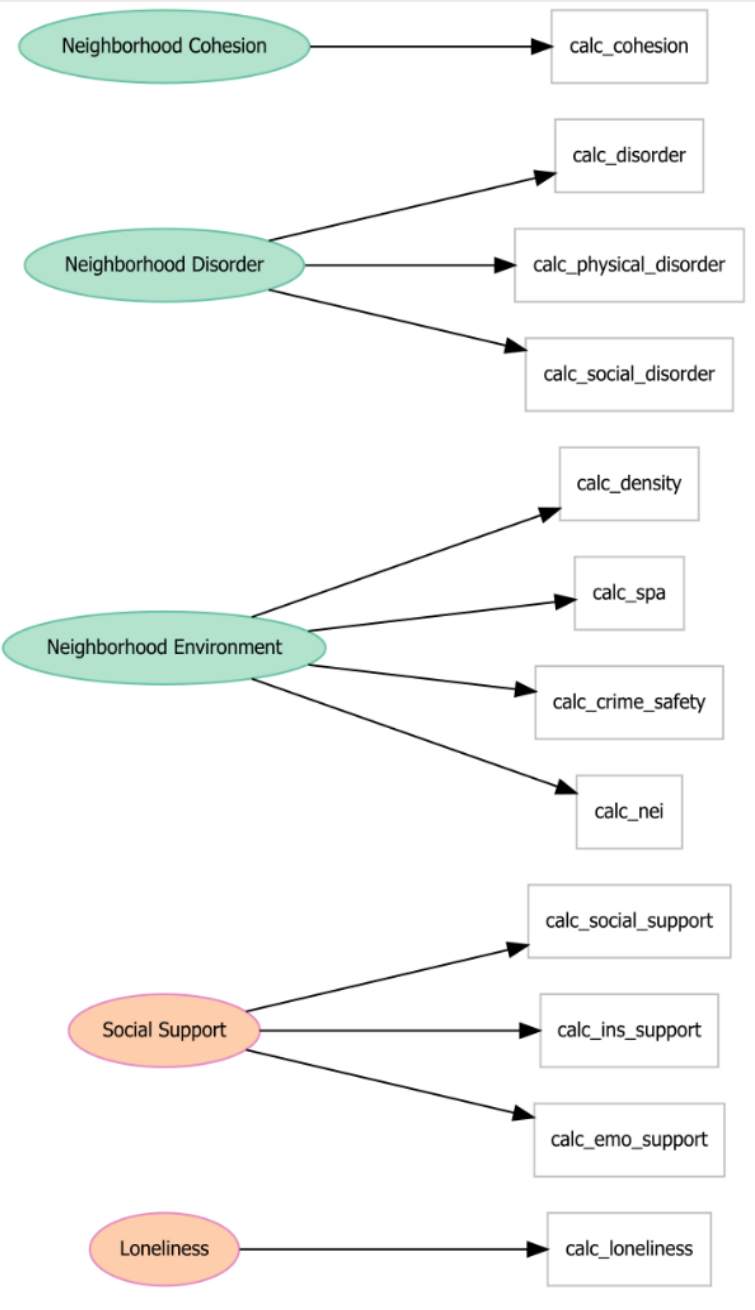 Neighborhood Cohesion
calc_cohesion
calc_disorder
Neighborhood Disorder
calc_physical_disorder
calc_social_disorder
calc_density
calc_spa
Neighborhood Environment
calc_crime_safety
calc_nei
calc_social_support
Social Support
calc_ins_support
calc_emo_support
Loneliness
calc_loneliness